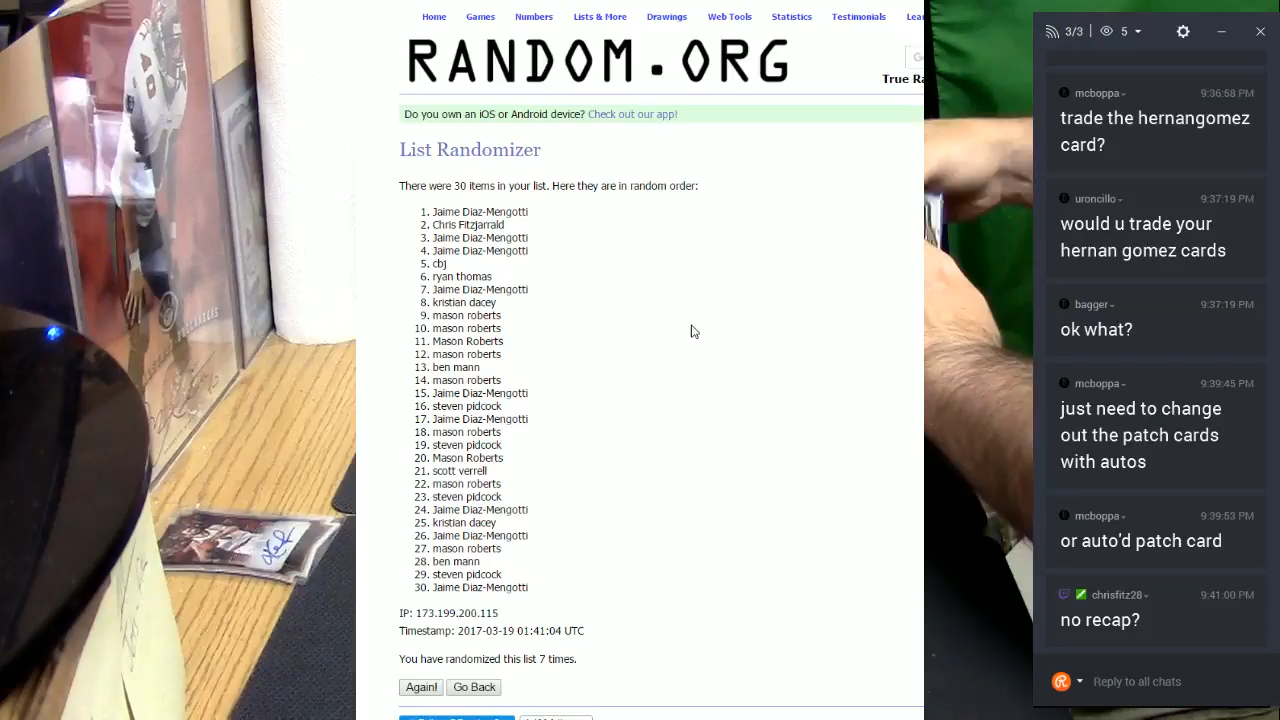 Home Games Numbers Lists & More Drawings Web Tools Statistics Testimonials
RANDOM.ORG
Do you own an iOS or Android device? Check out our app!
List Randomizer
There were 30 items in your list. Here they are in random order:
1. Jaime Diaz-Mengotti
2. Chris Fitzjarrald
3. Jaime Diaz-Mengotti
4. Jaime Diaz-Mengotti
5. cbj
6. ryan thomas
7. Jaime Diaz-Mengotti
8. kristian dacey
9. mason roberts
10. mason roberts
11. Mason Roberts
12. mason roberts
13. ben mann
14. mason roberts
15. Jaime Diaz-Mengotti
16. steven pidcock
17. Jaime Diaz-Mengotti
18. mason roberts
19. steven pidcock
20. Mason Roberts
21. scott verrell
22. mason roberts
23. steven pidcock
24. Jaime Diaz-Mengotti
25. kristian dacey
26. Jaime Diaz-Mengotti
27. mason roberts
28. ben mann
29. steven pidcock
30. Jaime Diaz-Mengotti
IP: 173.199.200.115
Timestamp: 2017-03-19 01:41:04 UTC
You have randomized this list 7 times.
Again! Go Back
3/3 | 5
mcboppa 9:36:58 PM
trade the hernangomez
card?
uroncillo 9:37:19 PM
would u trade your
hernan gomez cards
bagger 9:37:19 PM
ok what?
mcboppa 9:39:45 PM
just need to change
out the patch cards
with autos
mcboppa 9:39:53 PM
or auto'd patch card
chrisfitz28 9:41:00 PM
no recap?
Reply to all chats